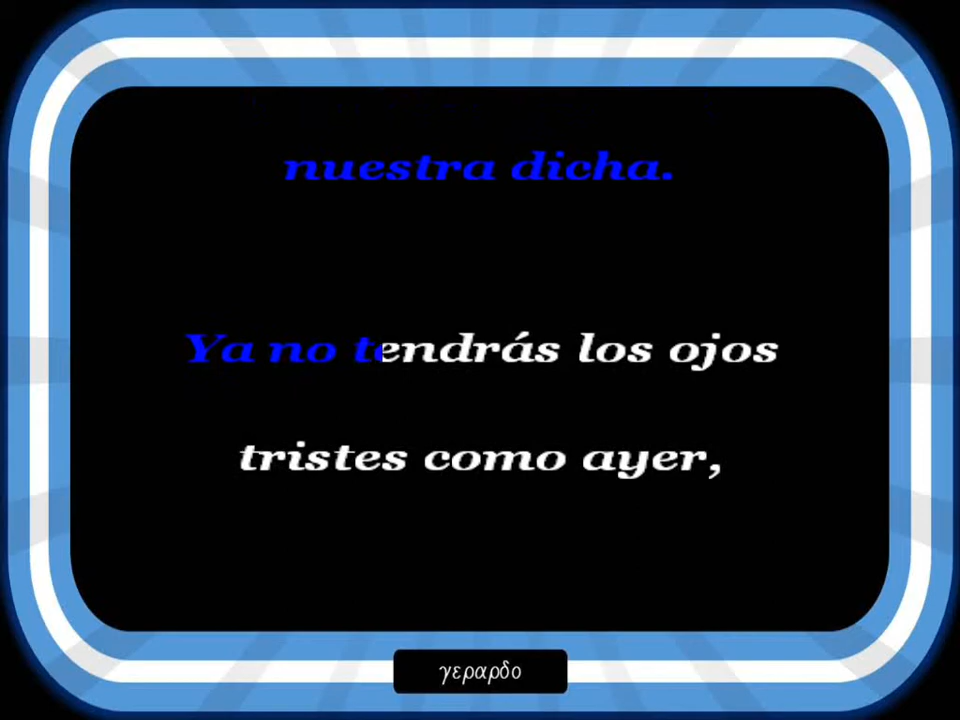 nuestra dicha.
Ya no tendrás los ojos
tristes como ayer,
γεραρδο